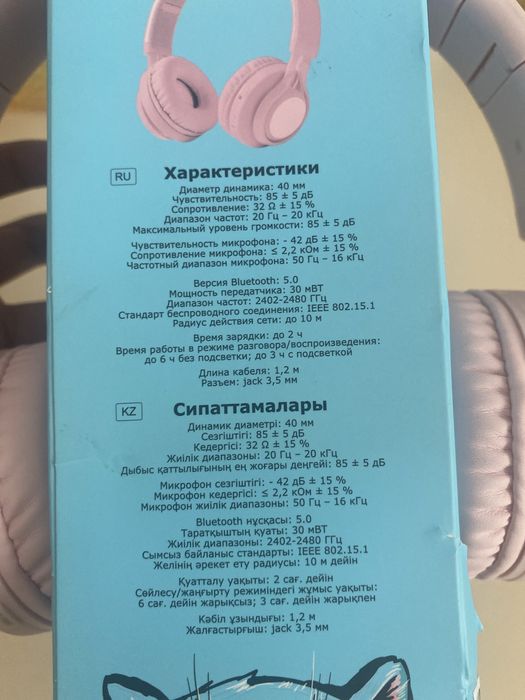 RU
Характеристики
Диаметр динамика: 40 мм
Чувствительность: 85 ± 5 дБ
Сопротивление: 32 Ω ± 15 %
Диапазон частот: 20 Гц – 20 кГц
Максимальный уровень громкости: 85 ± 5 дБ
Чувствительность микрофона: - 42 дБ ± 15 %
Сопротивление микрофона: ≤ 2,2 кОм ± 15 %
Частотный диапазон микрофона: 50 Гц – 16 кГц
Версия Bluetooth: 5.0
Мощность передатчика: 30 мВТ
Диапазон частот: 2402-2480 ГГц
Стандарт беспроводного соединения: IEEE 802.15.1
Радиус действия сети: до 10 м
Время зарядки: до 2 ч
Время работы в режиме разговора/воспроизведения:
до 6 ч без подсветки; до 3 ч с подсветкой
Длина кабеля: 1,2 м
Разъем: jack 3,5 мм
KZ
Сипаттамалары
Динамик диаметрі: 40 мм
Сезгіштігі: 85 ± 5 дБ
Кедергісі: 32 Ω ± 15 %
Жиілік диапазоны: 20 Гц – 20 кГц
Дыбыс қаттылығының ең жоғары деңгейі: 85 ± 5 дБ
Микрофон сезгіштігі: - 42 дБ ± 15 %
Микрофон кедергісі: ≤ 2,2 кОм ± 15 %
Микрофон жиілік диапазоны: 50 Гц – 16 кГц
Bluetooth нұсқасы: 5.0
Таратқыштың қуаты: 30 мВТ
Жиілік диапазоны: 2402-2480 ГГц
Сымсыз байланыс стандарты: IEEE 802.15.1
Желінің әрекет ету радиусы: 10 м дейін
Қуатталу уақыты: 2 сағ. дейін
Сөйлесу/жаңғырту режиміндегі жұмыс уақыты:
6 сағ. дейін жарықсыз; 3 сағ. дейін жарықпен
Кәбіл ұзындығы: 1,2 м
Жалғастырғыш: jack 3,5 мм